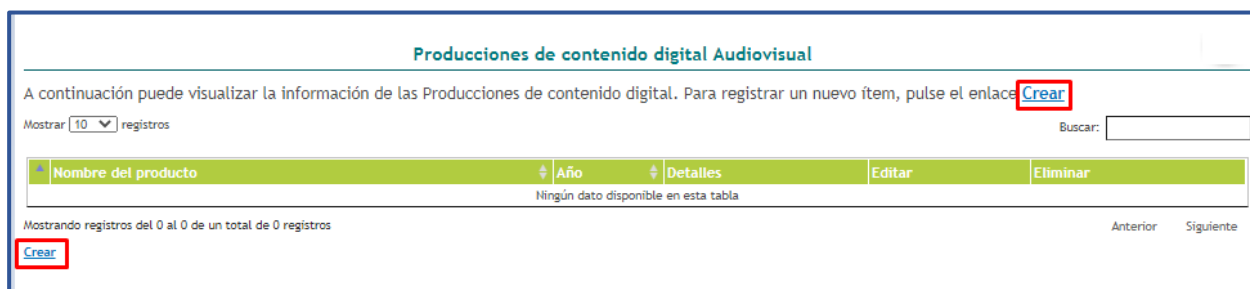 Producciones de contenido digital Audiovisual
A continuación puede visualizar la información de las Producciones de contenido digital. Para registrar un nuevo ítem, pulse el enlace Crear
Mostrar 10 registros Buscar:
Nombre del producto Año Detalles Editar Eliminar
Ningún dato disponible en esta tabla
Mostrando registros del 0 al 0 de un total de 0 registros Anterior Siguiente
Crear